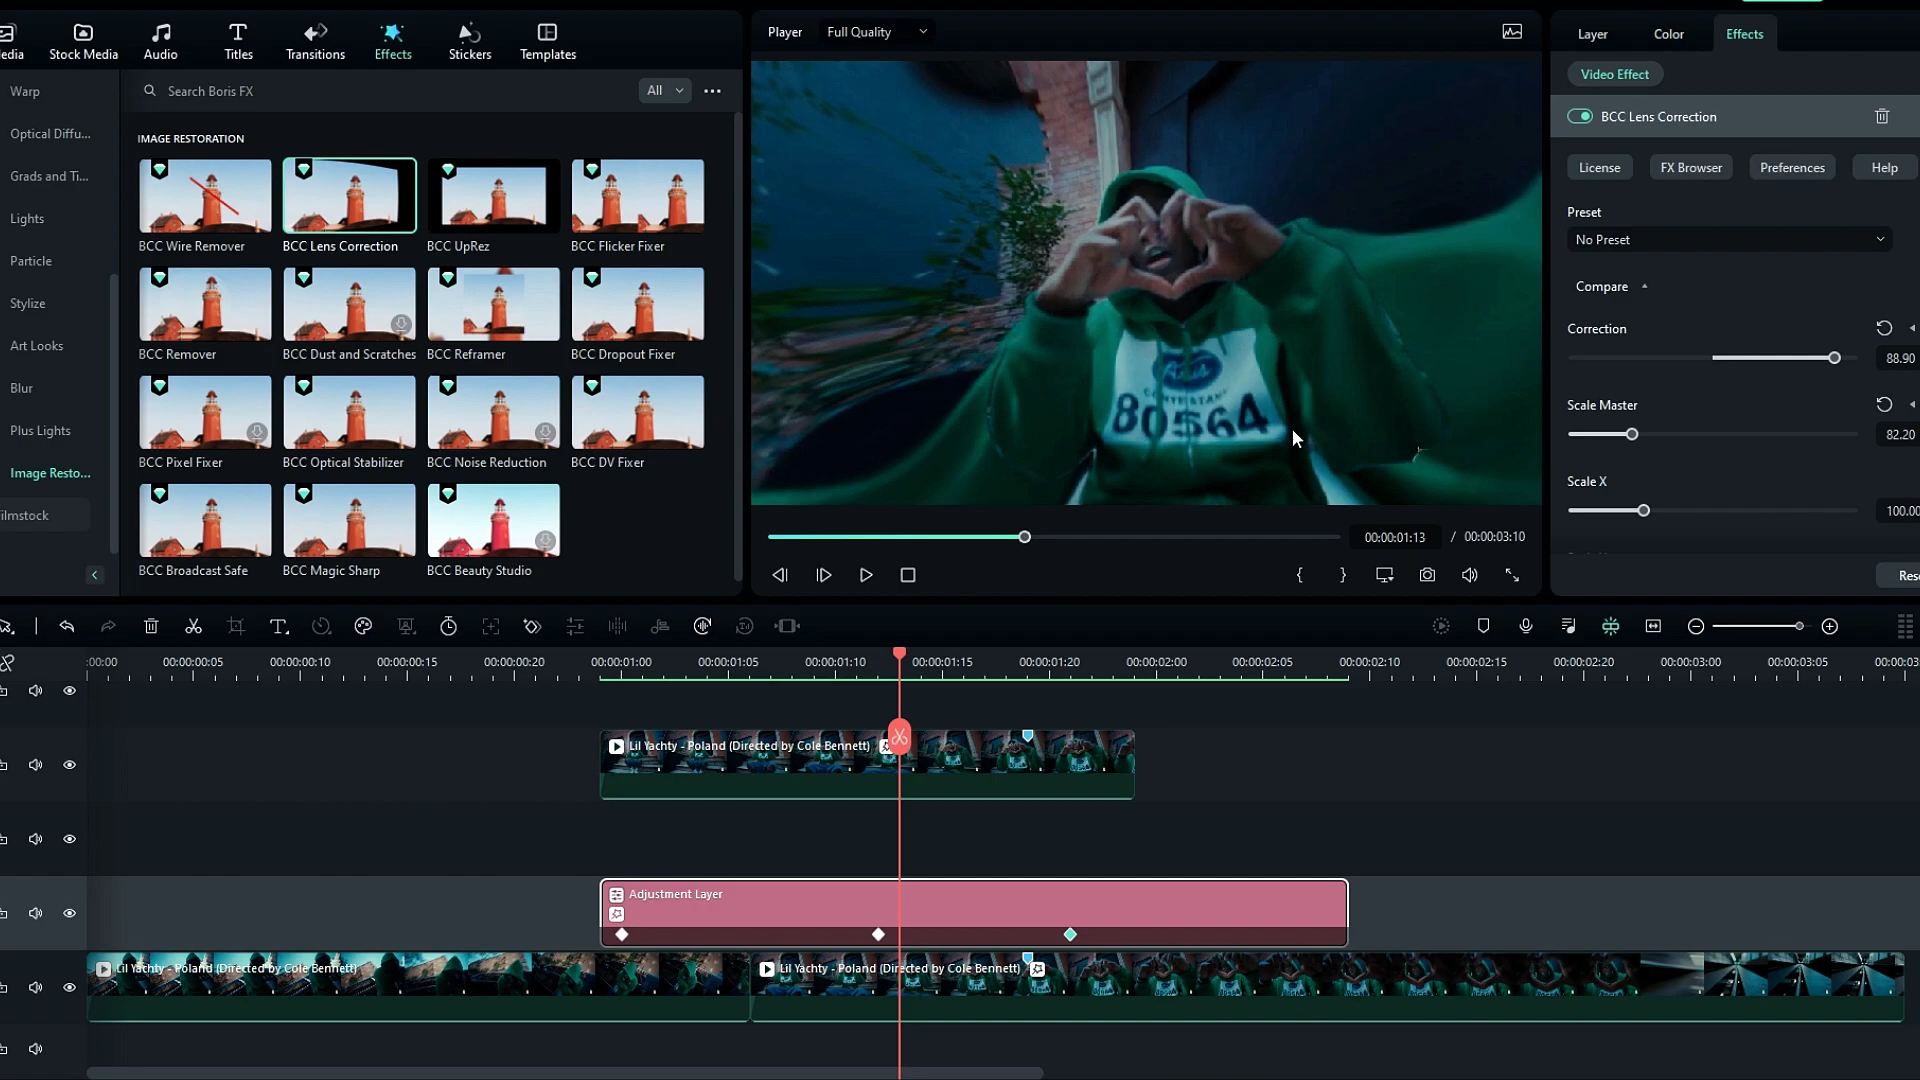 edia
Stock Media
Audio
Titles
Transitions
Effects
Stickers
Templates
Player
Full Quality
Layer
Color
Effects
Warp
Optical Diffu...
Grads and Ti...
Lights
Particle
Stylize
Art Looks
Blur
Plus Lights
Image Resto...
ilmstock
Search Boris FX
All
IMAGE RESTORATION
BCC Wire Remover
BCC Lens Correction
BCC UpRez
BCC Flicker Fixer
BCC Remover
BCC Dust and Scratches
BCC Reframer
BCC Dropout Fixer
BCC Pixel Fixer
BCC Optical Stabilizer
BCC Noise Reduction
BCC DV Fixer
BCC Broadcast Safe
BCC Magic Sharp
BCC Beauty Studio
80564
00:00:01:13 / 00:00:03:10
Video Effect
BCC Lens Correction
License
FX Browser
Preferences
Help
Preset
No Preset
Compare
Correction
88.90
Scale Master
82.20
Scale X
100.00
Rese
:00:00
00:00:00:05
00:00:00:10
00:00:00:15
00:00:00:20
00:00:01:00
00:00:01:05
00:00:01:10
00:00:01:15
00:00:01:20
00:00:02:00
00:00:02:05
00:00:02:10
00:00:02:15
00:00:02:20
00:00:03:00
00:00:03:05
00:00:03:
Lil Yachty - Poland (Directed by Cole Bennett)
Adjustment Layer
Lil Yachty - Poland (Directed by Cole Bennett)
Lil Yachty - Poland (Directed by Cole Bennett)